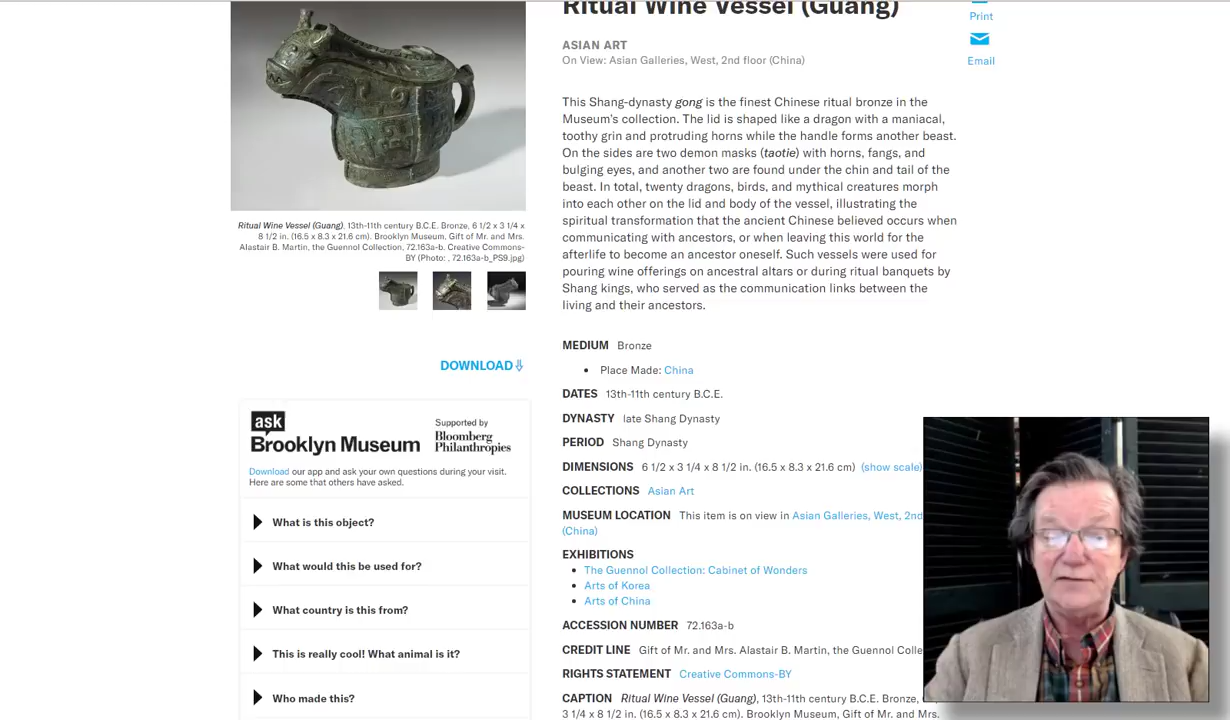 Ritual Wine Vessel (Guang)
Print
Email
ASIAN ART
On View: Asian Galleries, West, 2nd floor (China)
This Shang-dynasty gong is the finest Chinese ritual bronze in the
Museum's collection. The lid is shaped like a dragon with a maniacal,
toothy grin and protruding horns while the handle forms another beast.
On the sides are two demon masks (taotie) with horns, fangs, and
bulging eyes, and another two are found under the chin and tail of the
beast. In total, twenty dragons, birds, and mythical creatures morph
into each other on the lid and body of the vessel, illustrating the
spiritual transformation that the ancient Chinese believed occurs when
communicating with ancestors, or when leaving this world for the
afterlife to become an ancestor oneself. Such vessels were used for
pouring wine offerings on ancestral altars or during ritual banquets by
Shang kings, who served as the communication links between the
living and their ancestors.
Ritual Wine Vessel (Guang), 13th-11th century B.C.E. Bronze, 6 1/2 x 3 1/4 x
8 1/2 in. (16.5 x 8.3 x 21.6 cm). Brooklyn Museum, Gift of Mr. and Mrs.
Alastair B. Martin, the Guennol Collection, 72.163a-b. Creative Commons-
BY (Photo: , 72.163a-b_PS9.jpg)
DOWNLOAD
ask
Brooklyn Museum
Supported by
Bloomberg
Philanthropies
Download our app and ask your own questions during your visit.
Here are some that others have asked.
What is this object?
What would this be used for?
What country is this from?
This is really cool! What animal is it?
Who made this?
MEDIUM Bronze
• Place Made: China
DATES 13th-11th century B.C.E.
DYNASTY late Shang Dynasty
PERIOD Shang Dynasty
DIMENSIONS 6 1/2 x 3 1/4 x 8 1/2 in. (16.5 x 8.3 x 21.6 cm) (show scale)
COLLECTIONS Asian Art
MUSEUM LOCATION This item is on view in Asian Galleries, West, 2nd
(China)
EXHIBITIONS
• The Guennol Collection: Cabinet of Wonders
• Arts of Korea
• Arts of China
ACCESSION NUMBER 72.163a-b
CREDIT LINE Gift of Mr. and Mrs. Alastair B. Martin, the Guennol Colle
RIGHTS STATEMENT Creative Commons-BY
CAPTION Ritual Wine Vessel (Guang), 13th-11th century B.C.E. Bronze,
3 1/4 x 8 1/2 in. (16.5 x 8.3 x 21.6 cm). Brooklyn Museum, Gift of Mr. and Mrs.